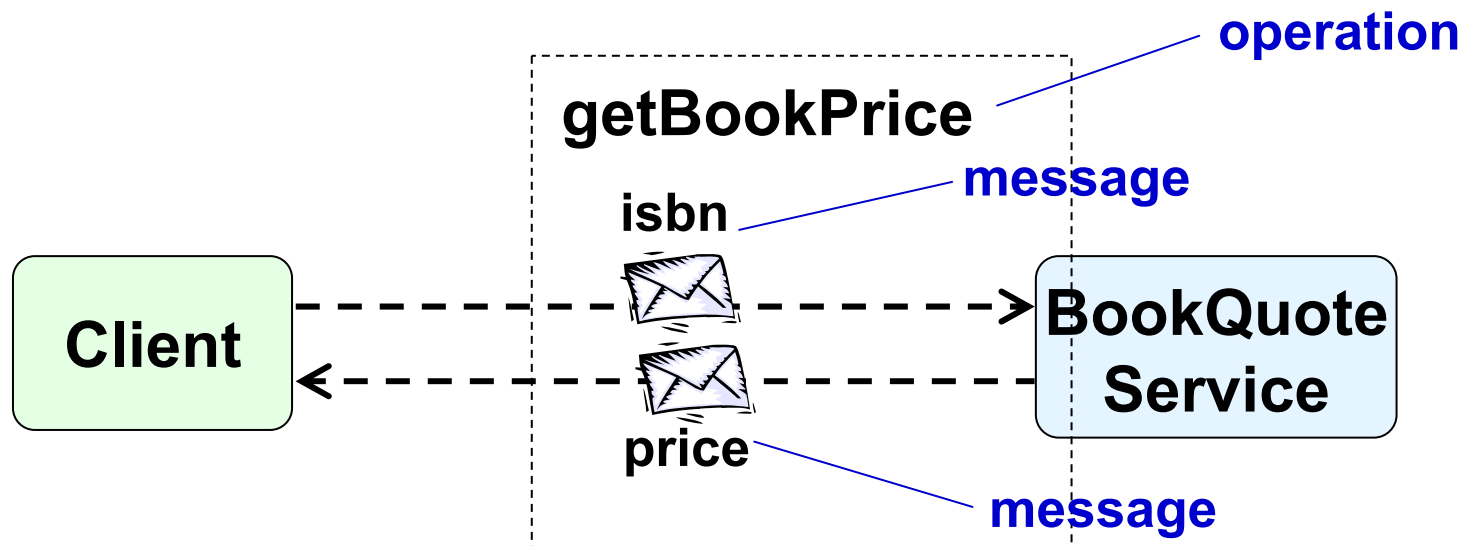 operation
getBookPrice
message
isbn
Client
BookQuote
Service
price
message